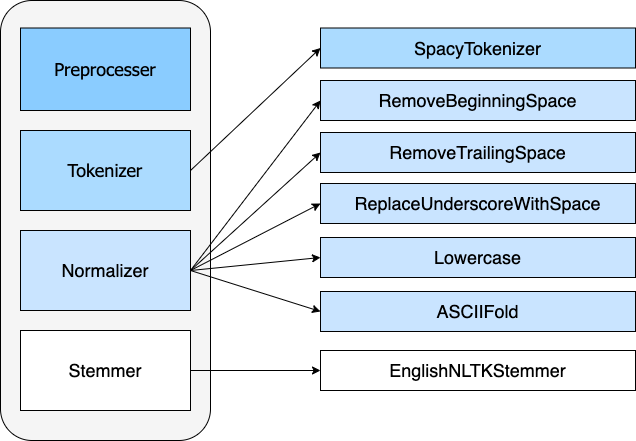 Preprocesser
Tokenizer
Normalizer
Stemmer
SpacyTokenizer
RemoveBeginningSpace
RemoveTrailingSpace
ReplaceUnderscoreWithSpace
Lowercase
ASCIIFold
EnglishNLTKStemmer